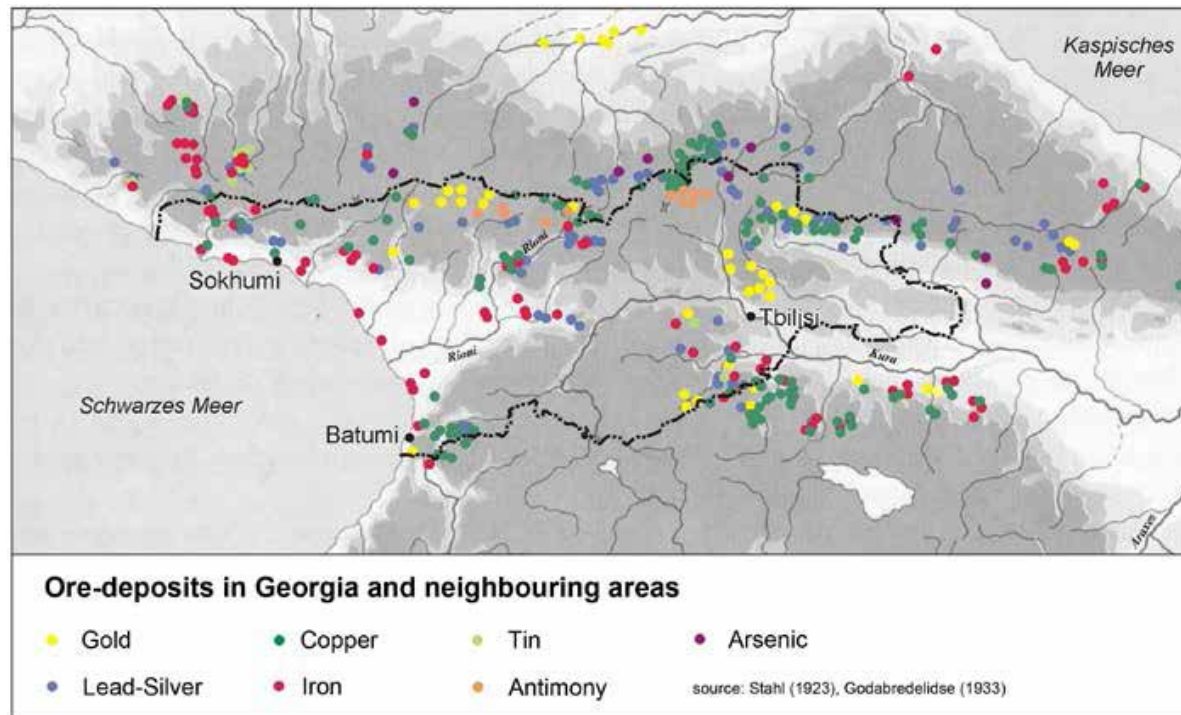 Kaspisches
Meer
Sokhumi
Rioni
Tbilisi
Rioni
Kura
Schwarzes Meer
Batumi
Araxes
Ore-deposits in Georgia and neighbouring areas
Gold
Copper
Tin
Arsenic
Lead-Silver
Iron
Antimony
source: Stahl (1923), Godabredelidse (1933)